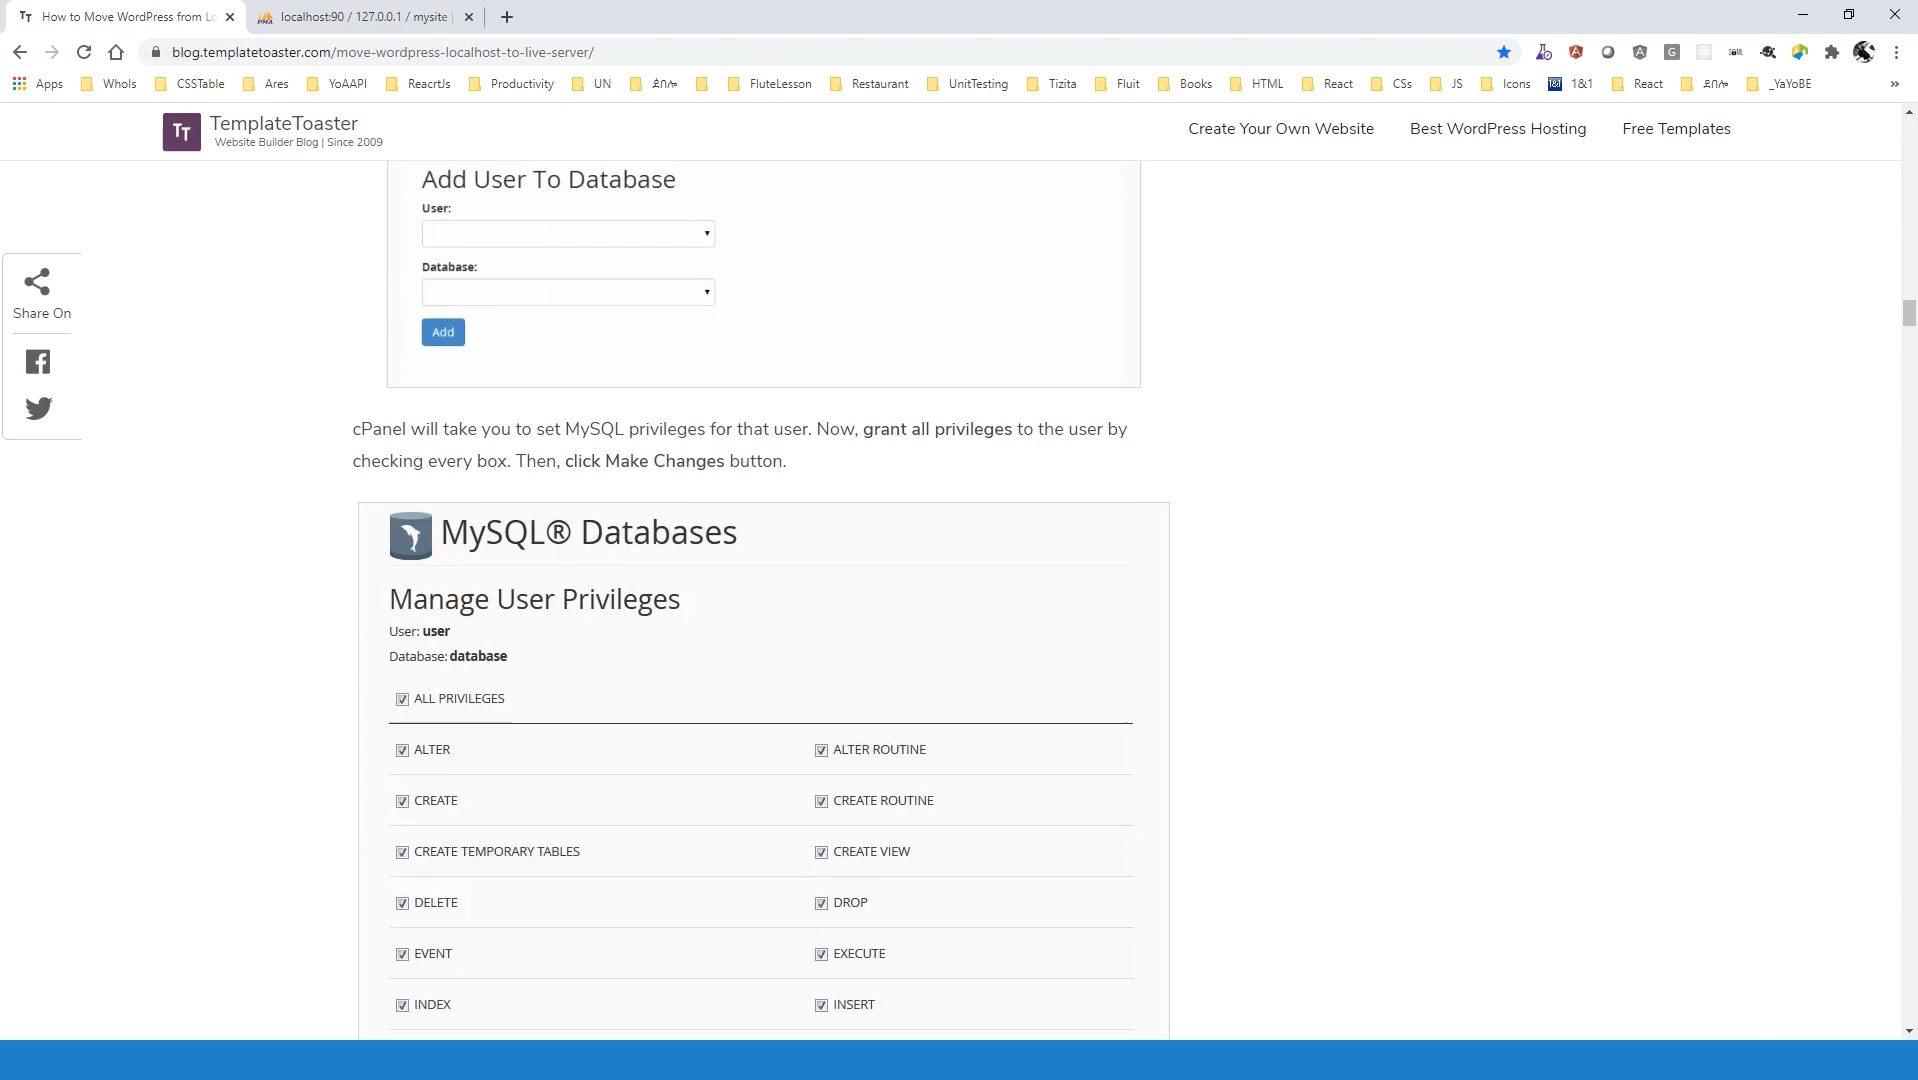 How to Move WordPress from Lo
localhost:90 / 127.0.0.1 / mysite |
blog.templatetoaster.com/move-wordpress-localhost-to-live-server/
Apps WhoIs CSSTable Ares YoAAPI ReacrtJs Productivity UN FluteLesson Restaurant UnitTesting Tizita Fluit Books HTML React CSs JS Icons 1&1 React _YaYoBE »
TT TemplateToaster
Website Builder Blog | Since 2009
Create Your Own Website Best WordPress Hosting Free Templates
Share On
Add User To Database
User:
Database:
Add
cPanel will take you to set MySQL privileges for that user. Now, grant all privileges to the user by
checking every box. Then, click Make Changes button.
MySQL® Databases
Manage User Privileges
User: user
Database: database
ALL PRIVILEGES
ALTER ALTER ROUTINE
CREATE CREATE ROUTINE
CREATE TEMPORARY TABLES CREATE VIEW
DELETE DROP
EVENT EXECUTE
INDEX INSERT